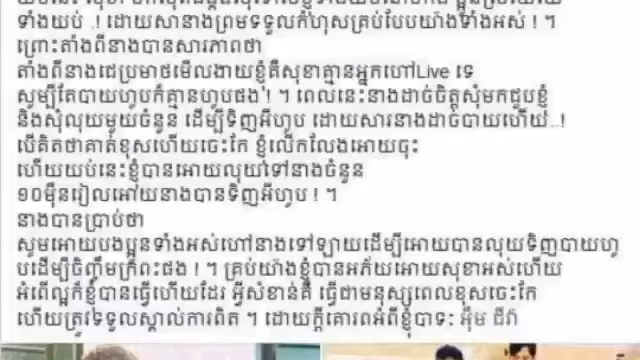 ទាំងយប់ .! ដោយសានាងព្រមទទួលកំហុសគ្រប់បែបយ៉ាងទាំងអស់ ! ។
ព្រោះតាំងពីនាងបានសារភាពថា
តាំងពីនាងជេប្រមាថមើលងាយខ្ញុំគឺសុខាគ្មានអ្នកហៅLive ទេ
សូម្បីតែបាយហូបក៏គ្មានហូបផង ! ។ ពេលនេះនាងដាច់ចិត្តសុំមកជួបខ្ញុំ
និងសុំលុយមួយចំនួន ដើម្បីទិញអីហូប ដោយសារនាងដាច់បាយហើយ..!
បើគិតថាគាត់ខុសហើយចេះកែ ខ្ញុំលើកលែងអោយចុះ
ហើយយប់នេះខ្ញុំបានអោយលុយទៅនាងចំនួន
១០ម៉ឺនរៀលអោយនាងបានទិញអីហូប ! ។
នាងបានប្រាប់ថា
សូមអោយបងប្អូនទាំងអស់ហៅនាងទៅឡាយដើម្បីអោយបានលុយទិញបាយហូ
បដើម្បីចិញ្ចឹមក្រពះផង ! ។ គ្រប់យ៉ាងខ្ញុំបានអភ័យអោយសុខាអស់ហើយ
អំពើល្អក៏ខ្ញុំបានធ្វើហើយដែរ អ្វីសំខាន់គឺ ធ្វើជាមនុស្សពេលខុសចេះកែ
ហើយត្រូវទទួលស្គាល់ការពិត ។ ដោយក្តីគោរពអំពីខ្ញុំបាទ: អ៊ឹម ជីវ៉ា